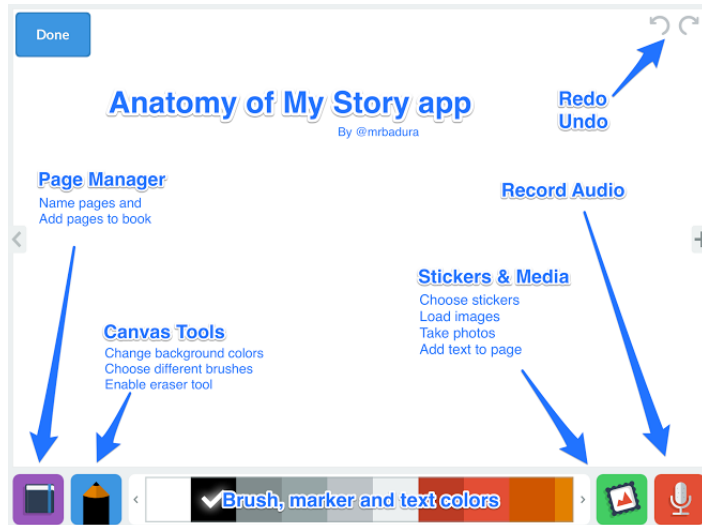 Done
Anatomy of My Story app
By @mrbadura
Redo
Undo
Page Manager
Name pages and
Add pages to book
Record Audio
Stickers & Media
Choose stickers
Load images
Take photos
Add text to page
Canvas Tools
Change background colors
Choose different brushes
Enable eraser tool
Brush, marker and text colors